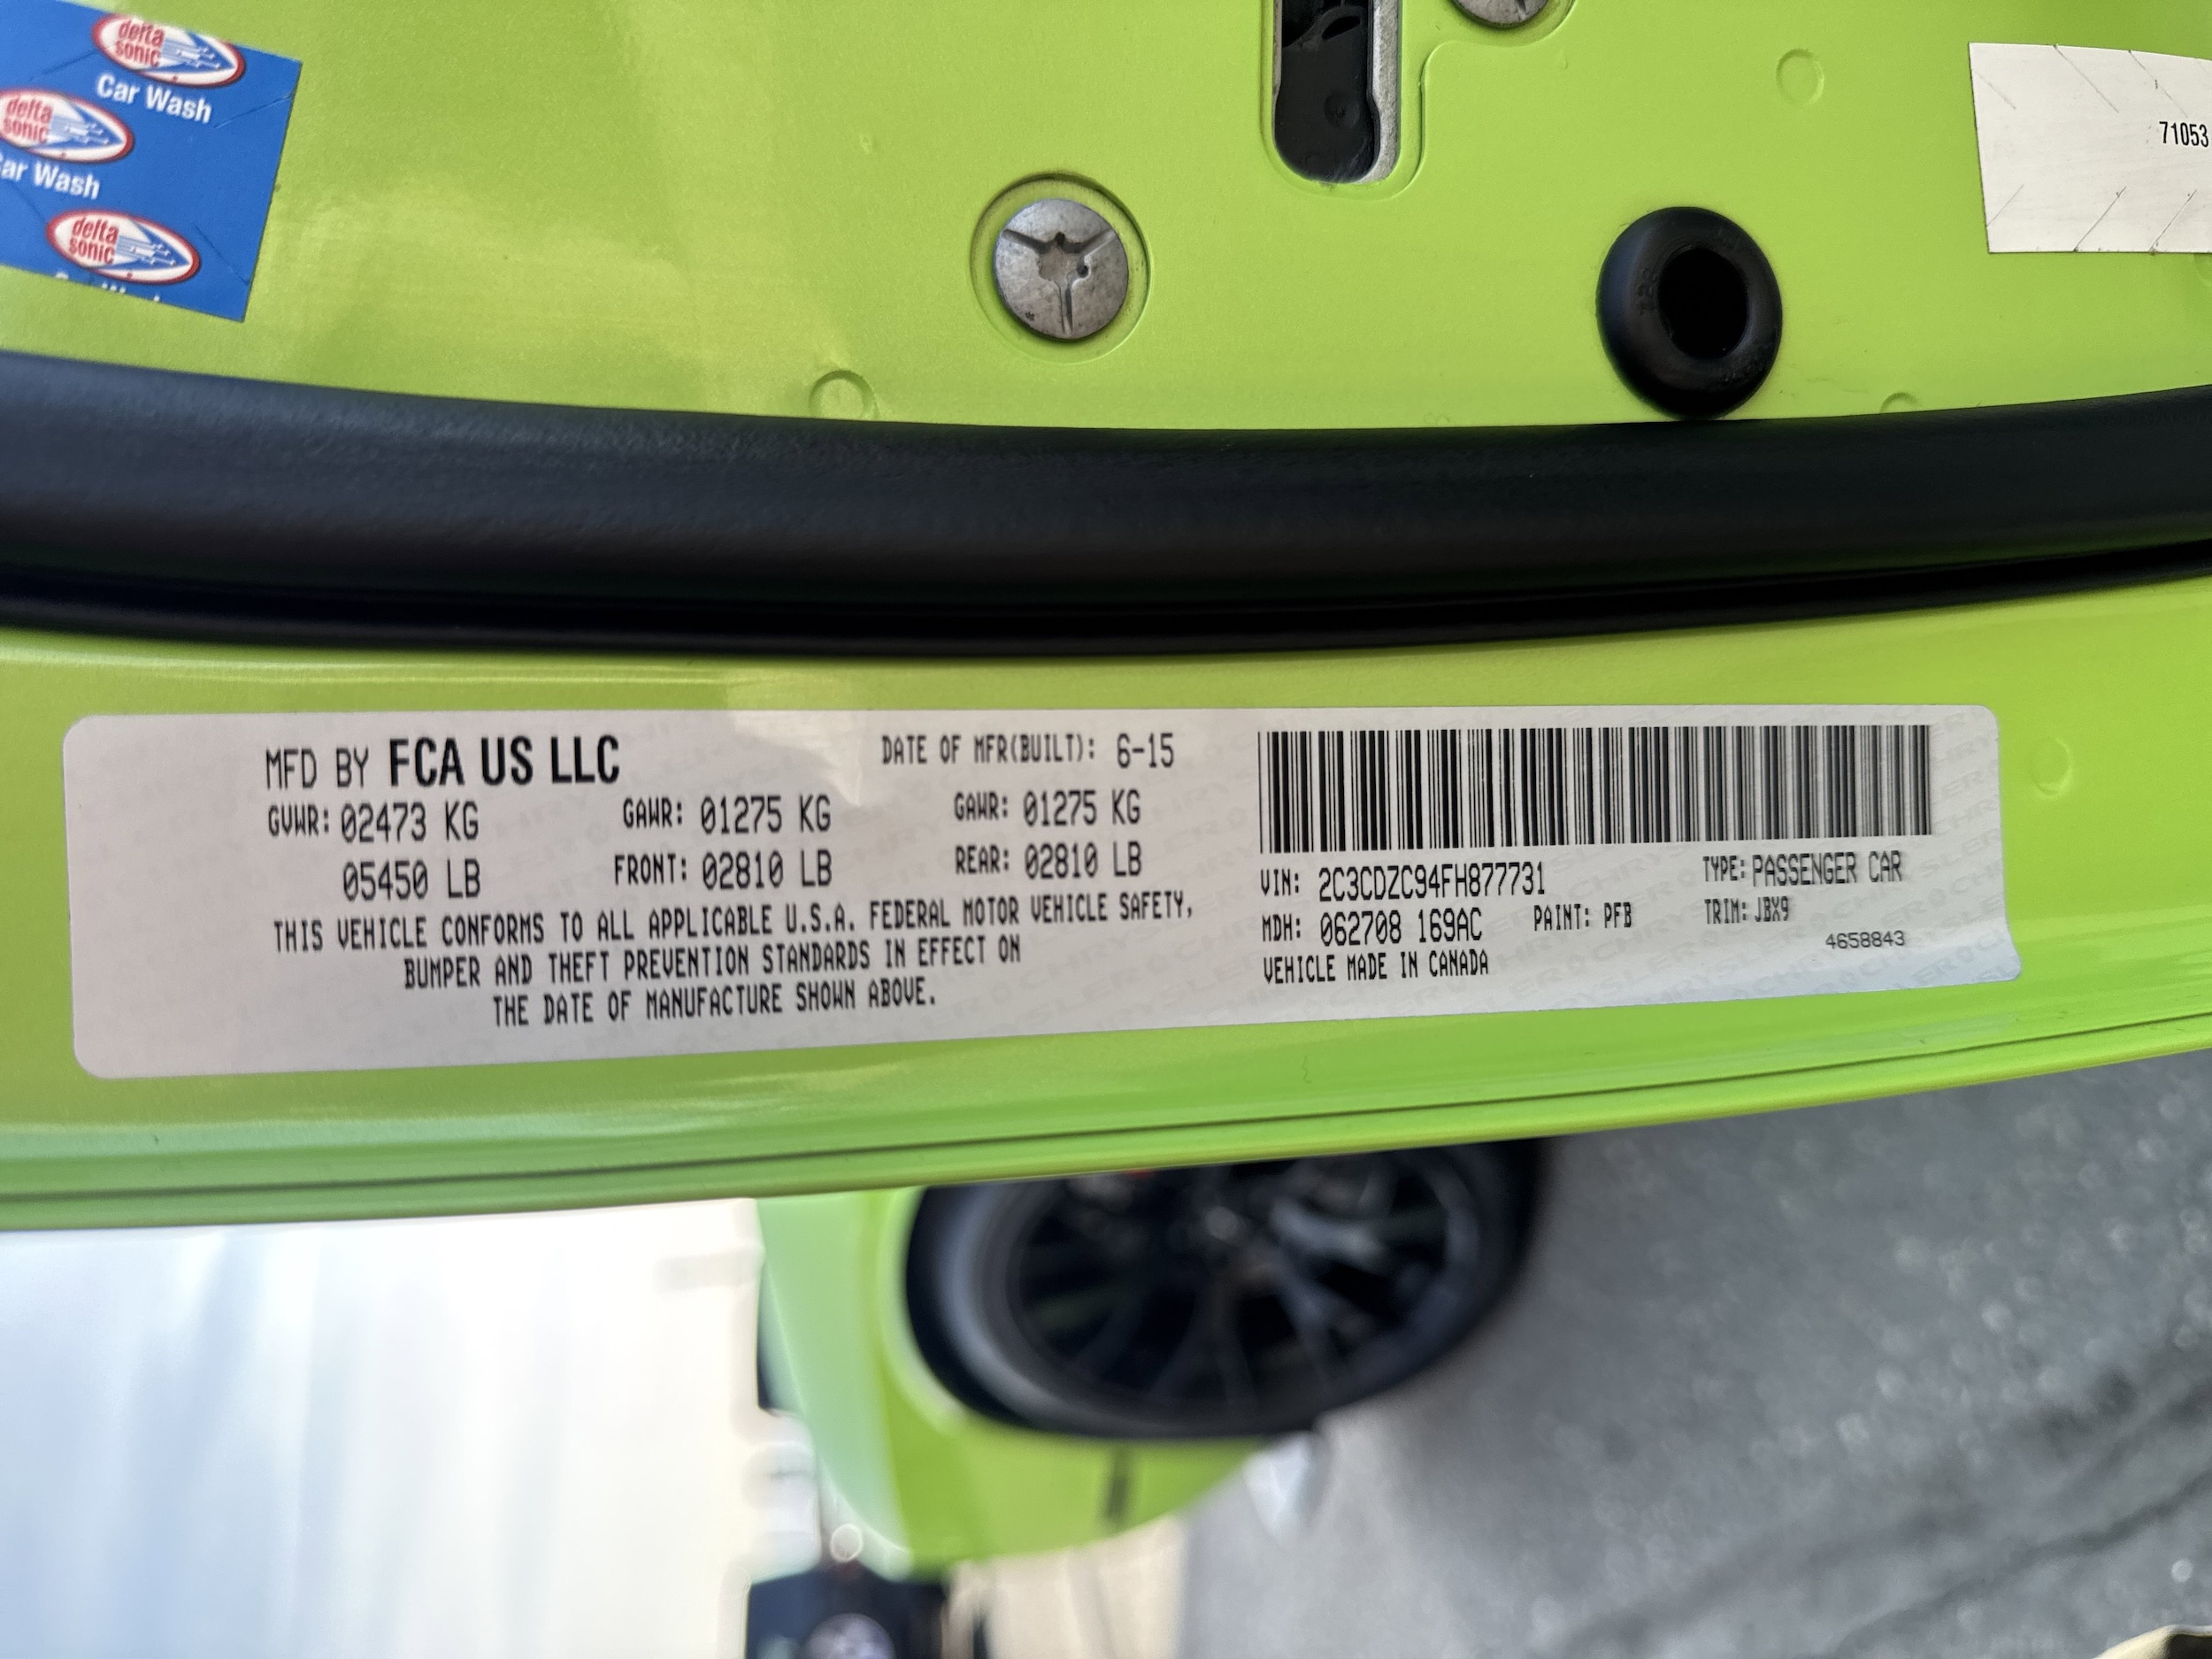 delta sonic
Car Wash
delta sonic
Car Wash
delta sonic
71053
MFD BY FCA US LLC
DATE OF MFR(BUILT): 6-15
GVWR: 02473 KG
GAWR: 01275 KG
GAWR: 01275 KG
05450 LB
FRONT: 02810 LB
REAR: 02810 LB
THIS VEHICLE CONFORMS TO ALL APPLICABLE U.S.A. FEDERAL MOTOR VEHICLE SAFETY,
BUMPER AND THEFT PREVENTION STANDARDS IN EFFECT ON
THE DATE OF MANUFACTURE SHOWN ABOVE.
VIN: 2C3CDZC94FH877731
TYPE: PASSENGER CAR
MDH: 062708 169AC
PAINT: PFB
TRIM: JBX9
VEHICLE MADE IN CANADA
4658843